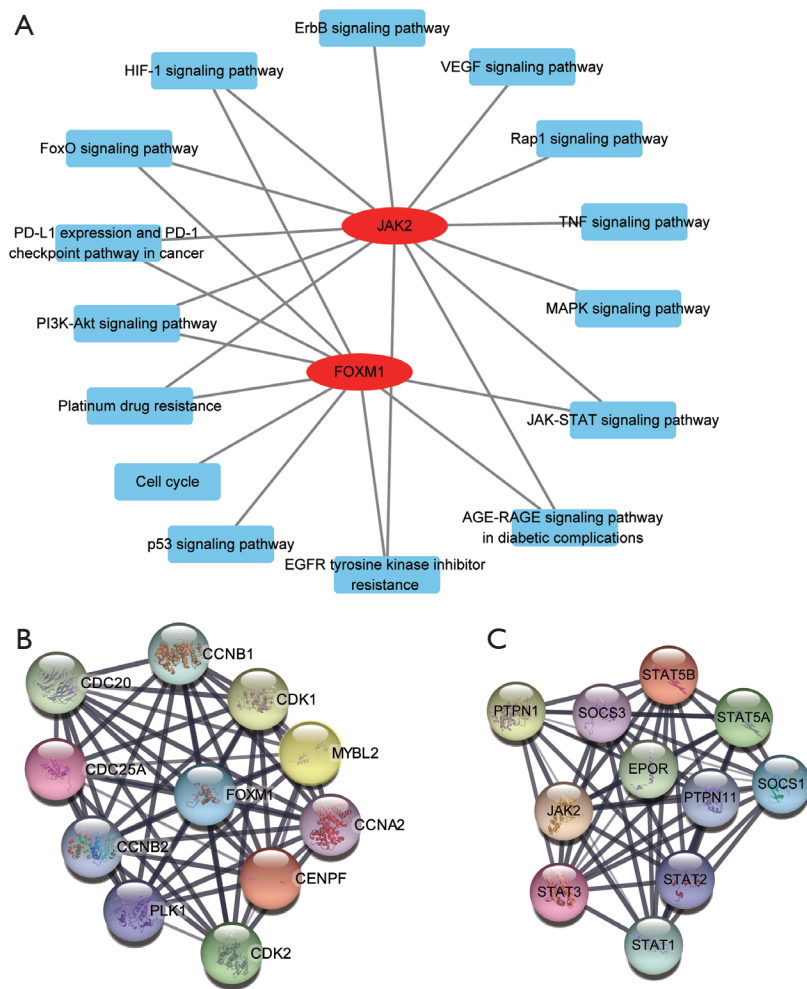 A
ErbB signaling pathway
HIF-1 signaling pathway
VEGF signaling pathway
FoxO signaling pathway
Rap1 signaling pathway
JAK2
TNF signaling pathway
PD-L1 expression and PD-1
checkpoint pathway in cancer
MAPK signaling pathway
PI3K-Akt signaling pathway
FOXM1
Platinum drug resistance
JAK-STAT signaling pathway
Cell cycle
AGE-RAGE signaling pathway
in diabetic complications
p53 signaling pathway
EGFR tyrosine kinase inhibitor
resistance
B
CCNB1
CDC20
CDK1
MYBL2
CDC25A
FOXM1
CCNA2
CCNB2
CENPF
PLK1
CDK2
C
STAT5B
PTPN1
SOCS3
STAT5A
EPOR
SOCS1
PTPN11
JAK2
STAT3
STAT2
STAT1